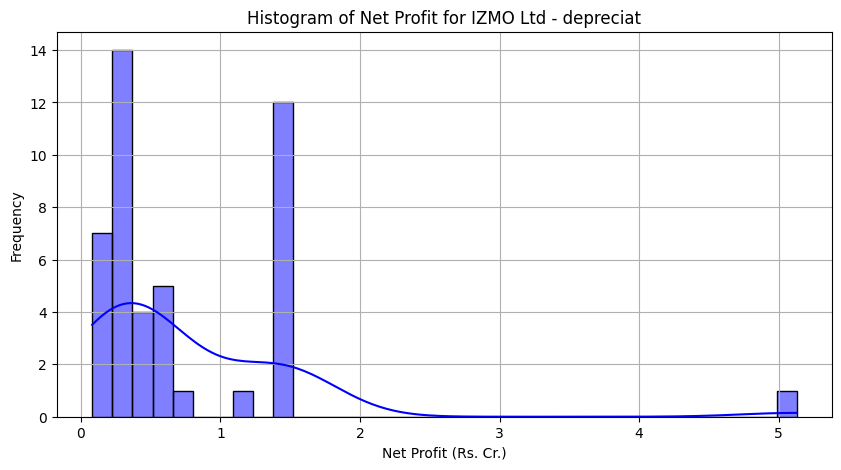 Histogram of Net Profit for IZMO Ltd - depreciat
14
12
10
8
6
4
2
0
Frequency
0 1 2 3 4 5
Net Profit (Rs. Cr.)